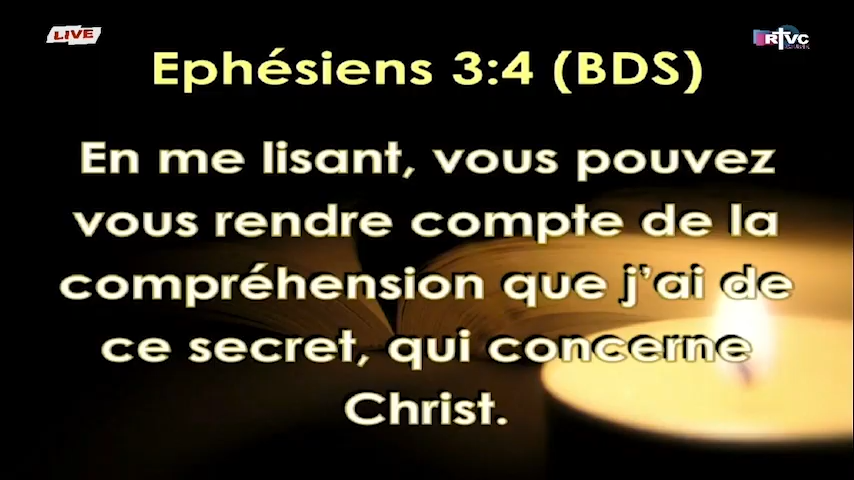 LIVE
RTVC
Ephésiens 3:4 (BDS)
En me lisant, vous pouvez
vous rendre compte de la
compréhension que j'ai de
ce secret, qui concerne
Christ.